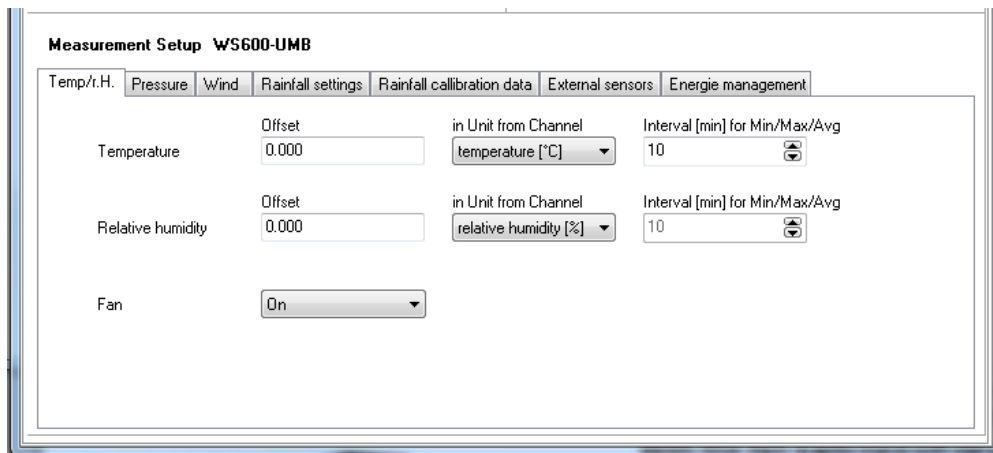 Measurement Setup WS600-UMB
Temp/r.H. Pressure Wind Rainfall settings Rainfall callibration data External sensors Energie management
Offset in Unit from Channel Interval [min] for Min/Max/Avg
Temperature 0.000 temperature [°C] 10
Offset in Unit from Channel Interval [min] for Min/Max/Avg
Relative humidity 0.000 relative humidity [%] 10
Fan On